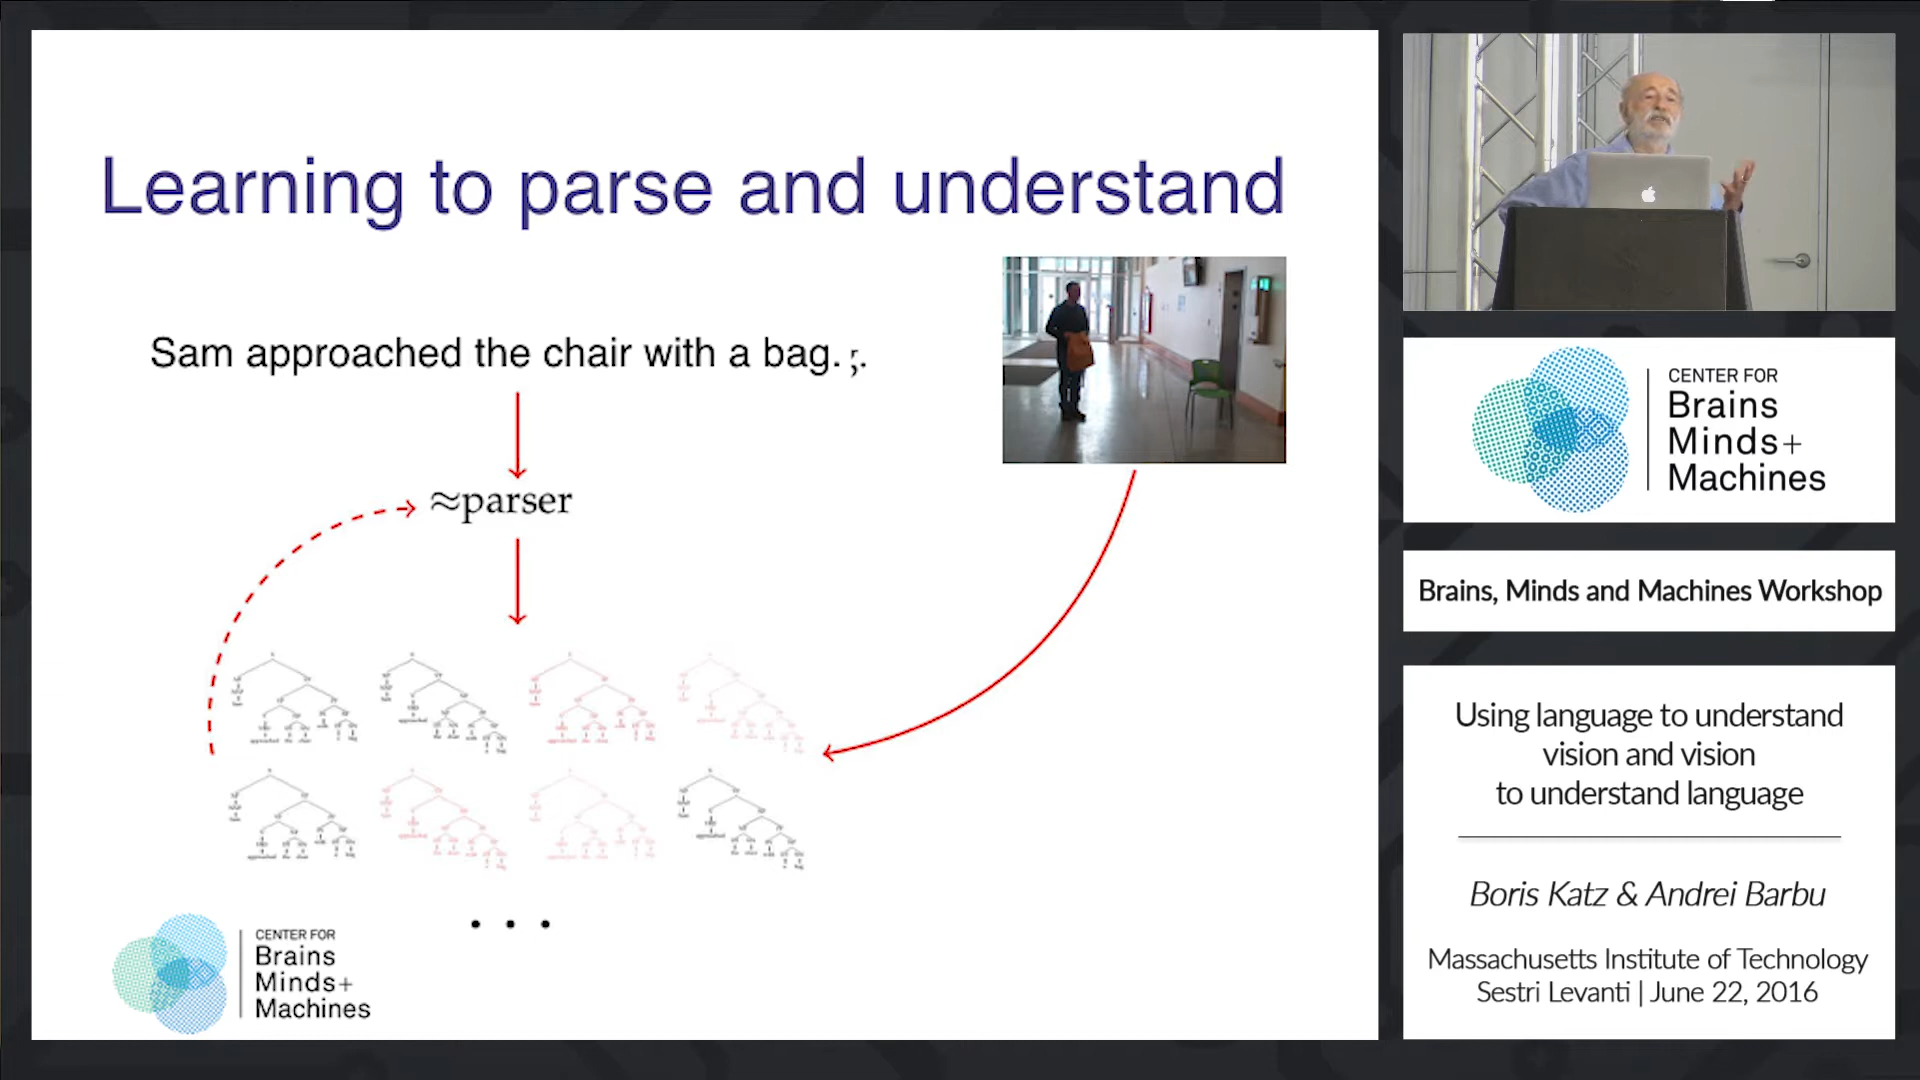 Learning to parse and understand
Sam approached the chair with a bag.
≈parser
. . .
CENTER FOR
Brains
Minds+
Machines
CENTER FOR
Brains
Minds+
Machines
Brains, Minds and Machines Workshop
Using language to understand
vision and vision
to understand language
Boris Katz & Andrei Barbu
Massachusetts Institute of Technology
Sestri Levanti | June 22, 2016